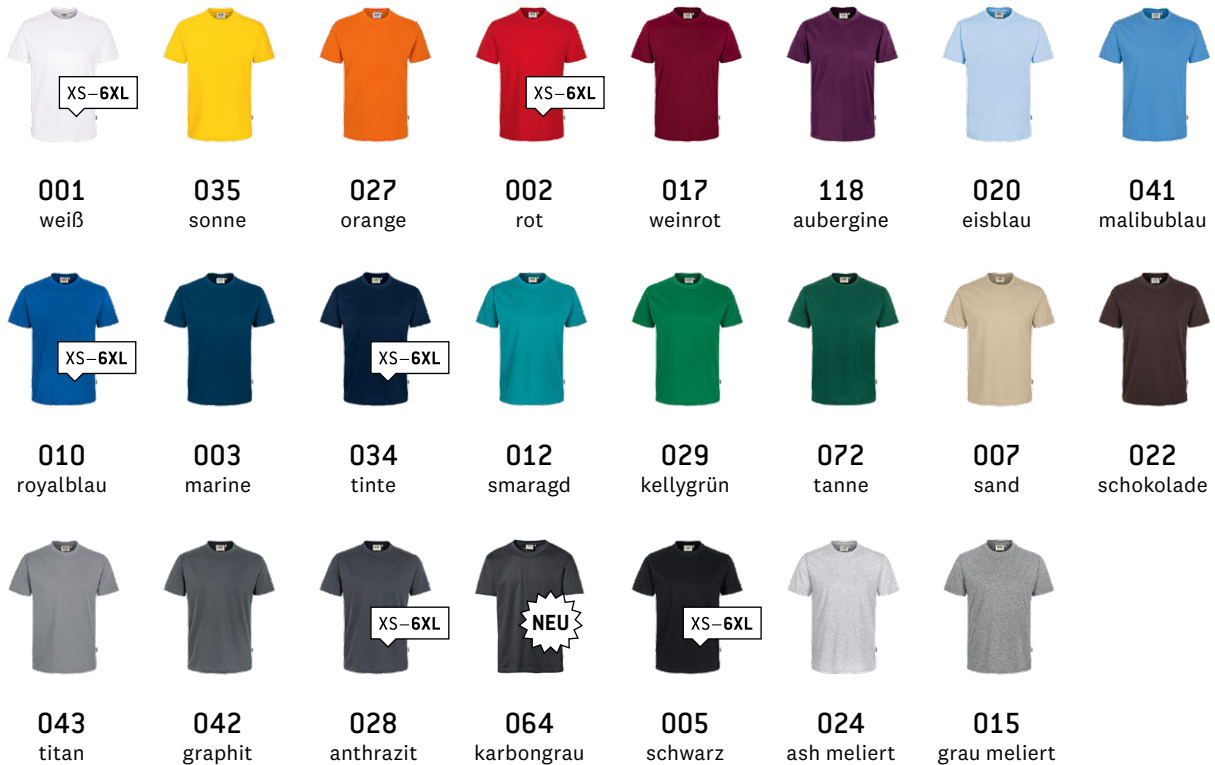 XS–6XL
XS–6XL
001 035 027 002 017 118 020 041
weiß sonne orange rot weinrot aubergine eisblau malibublau
XS–6XL
XS–6XL
010 003 034 012 029 072 007 022
royalblau marine tinte smaragd kellygrün tanne sand schokolade
XS–6XL
NEU
XS–6XL
043 042 028 064 005 024 015
titan graphit anthrazit karbongrau schwarz ash meliert grau meliert